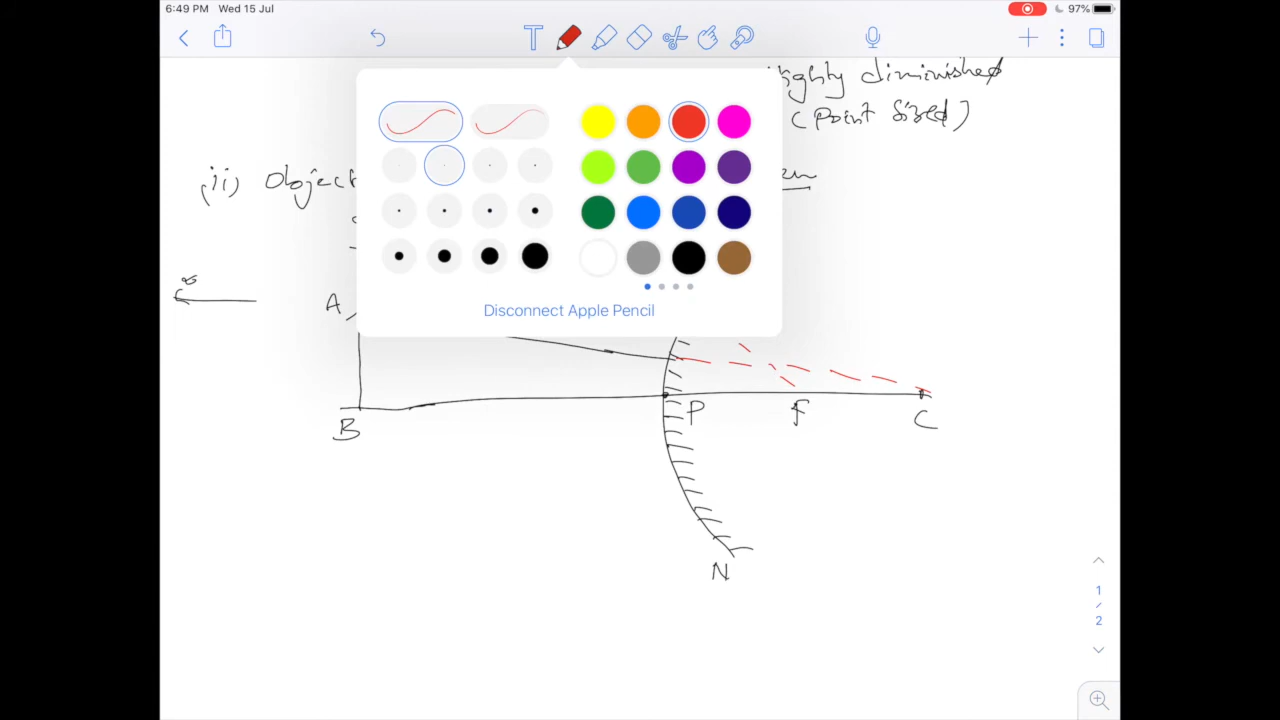 6:49 PM Wed 15 Jul
97%
T
Highly diminished
(Point Sized)
(ii) Object
∞
A
Disconnect Apple Pencil
P
F
C
B
N
1
/
2